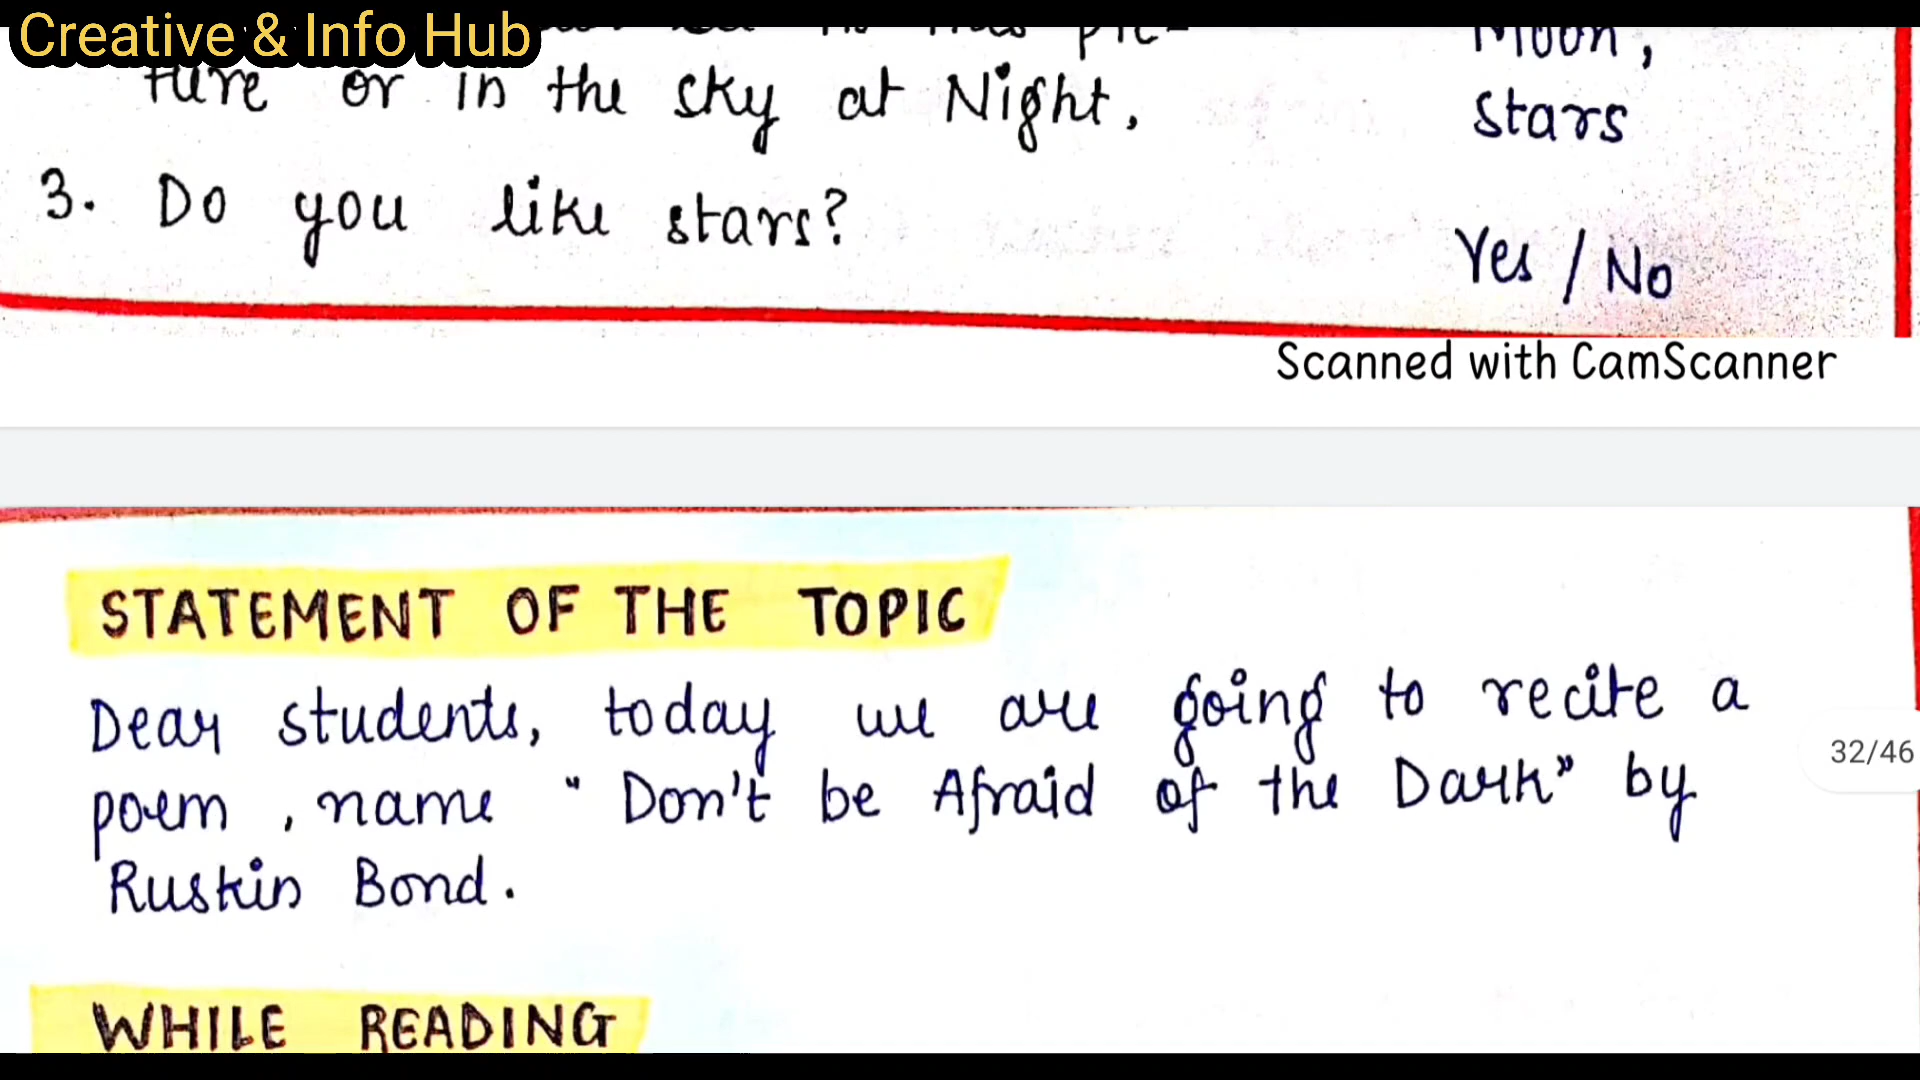 Creative & Info Hub
Moon,
ture or in the sky at Night.
stars
3. Do you like stars?
Yes / No
Scanned with CamScanner
STATEMENT OF THE TOPIC
Dear students, today we are going to recite a
poem, name "Don't be Afraid of the Dark" by
Ruskin Bond.
32/46
WHILE READING